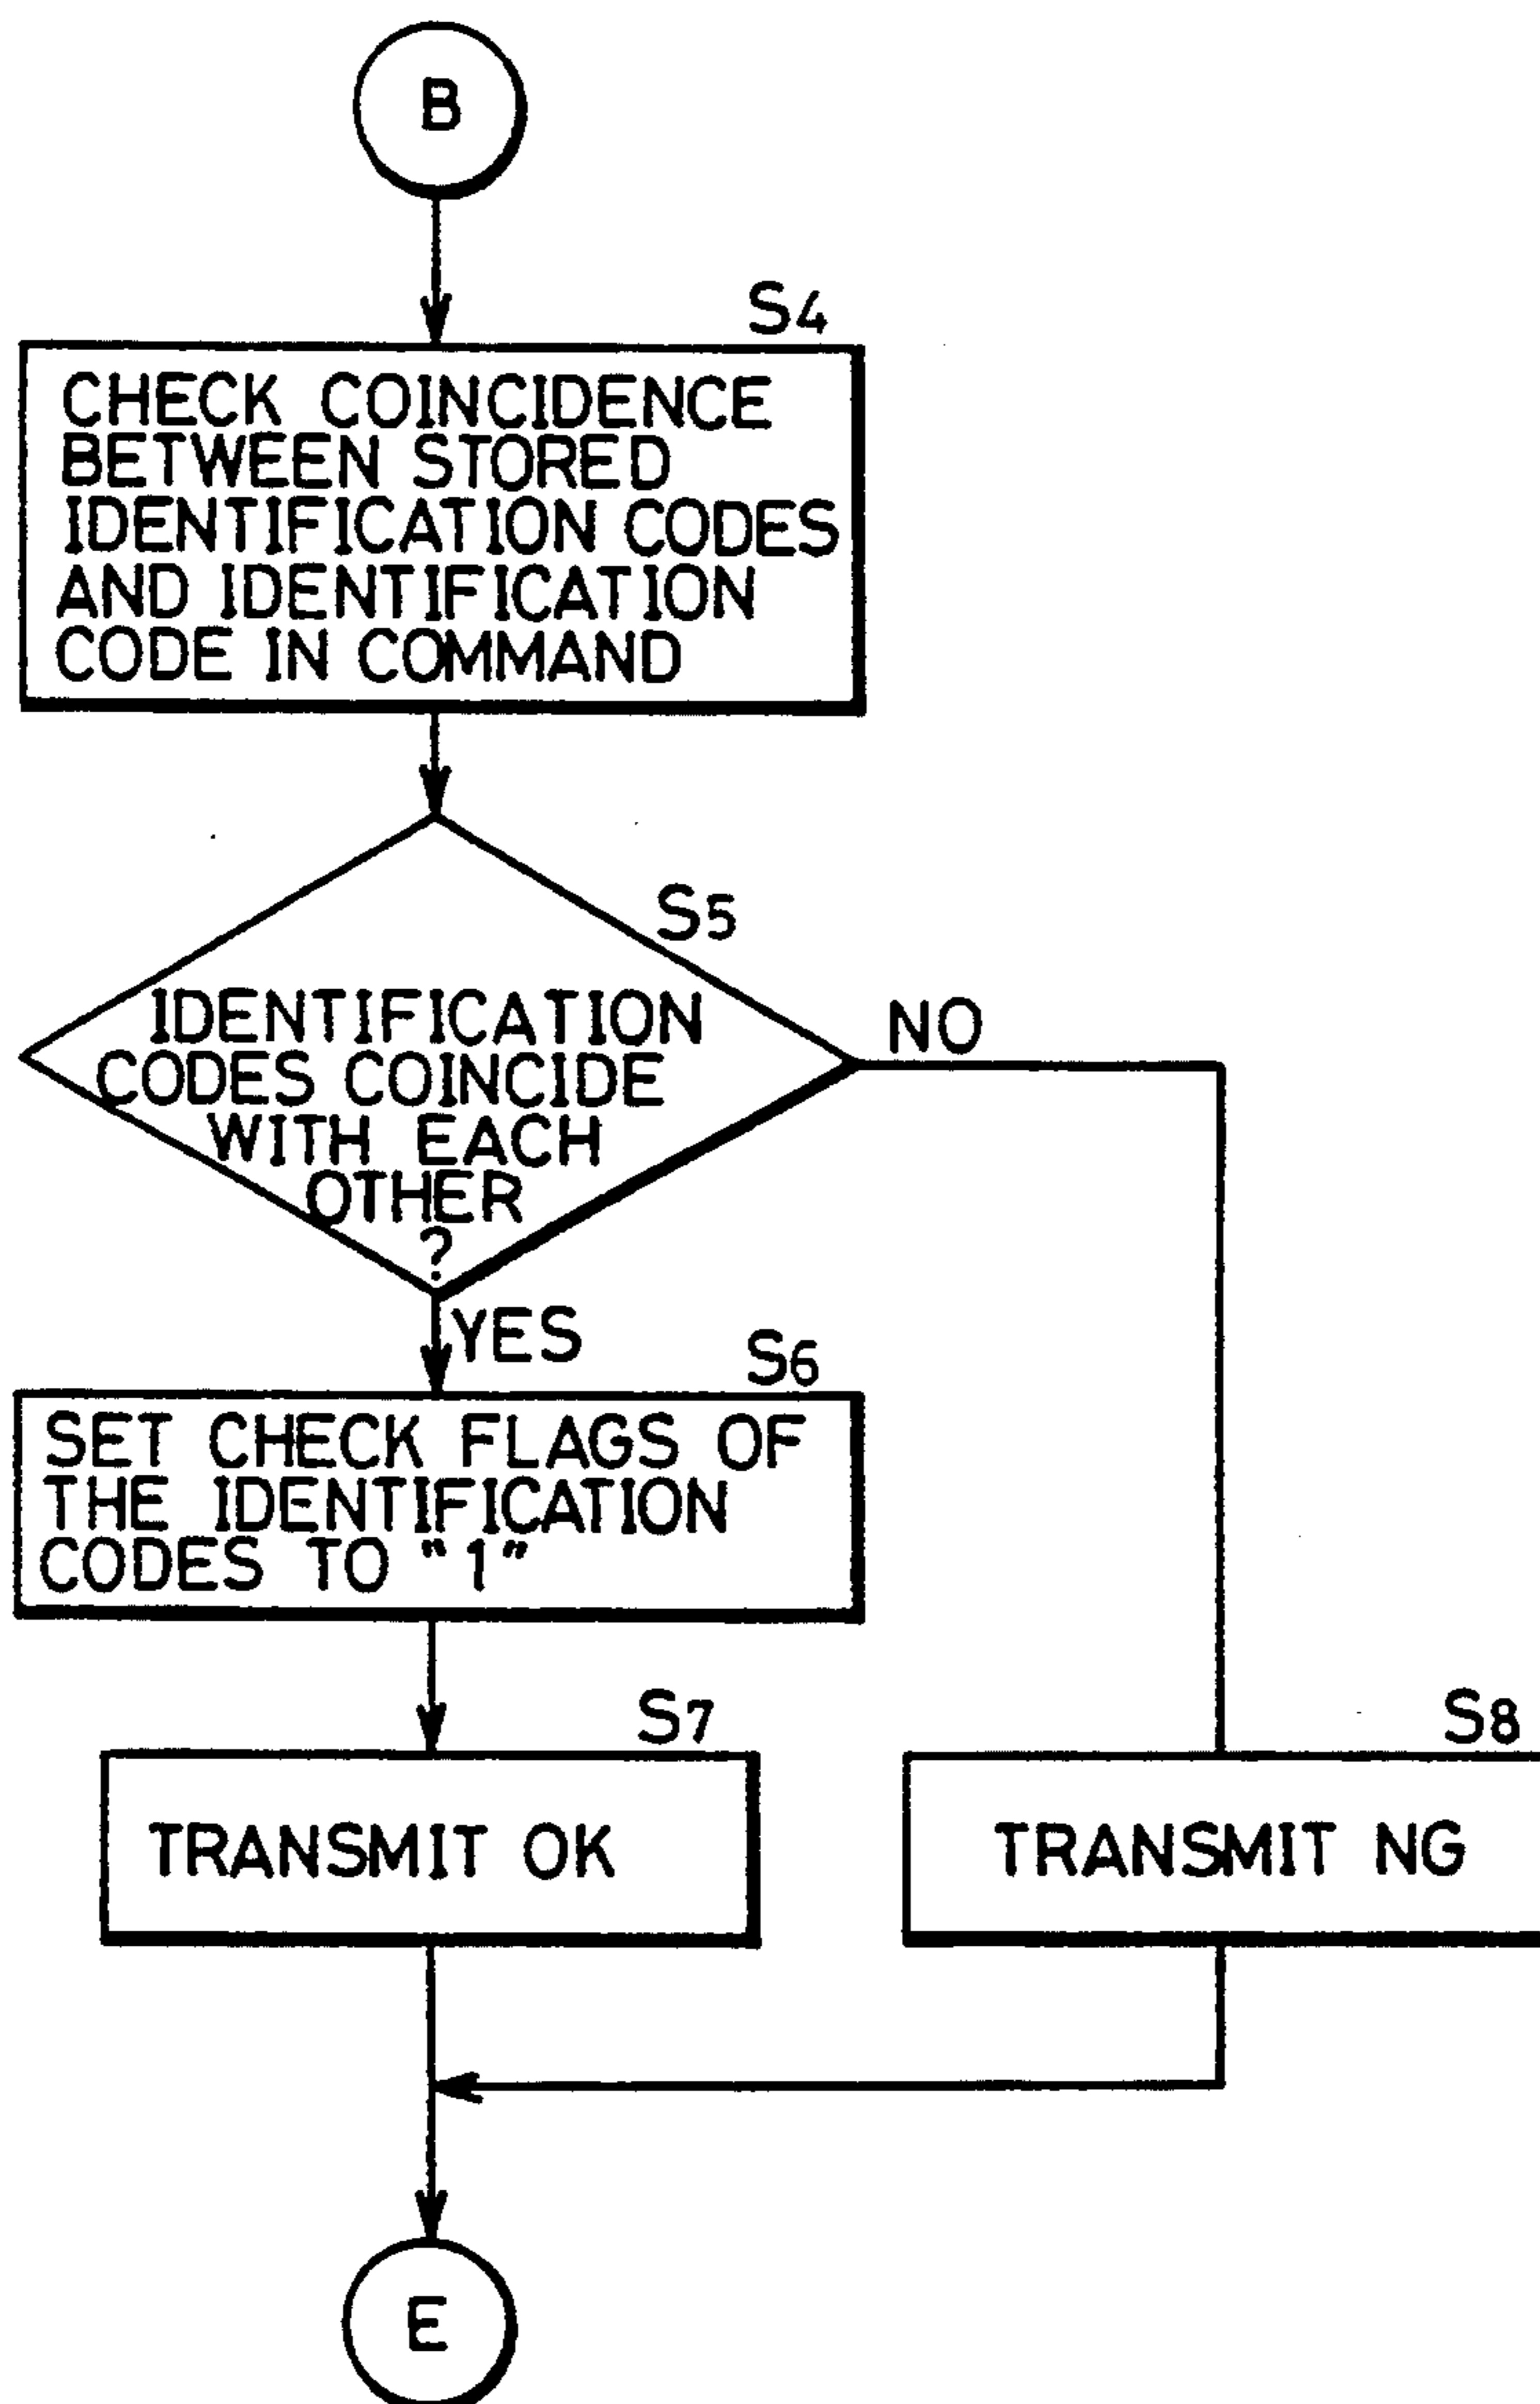 B
S4
CHECK COINCIDENCE
BETWEEN STORED
IDENTIFICATION CODES
AND IDENTIFICATION
CODE IN COMMAND
S5
IDENTIFICATION
CODES COINCIDE
WITH EACH
OTHER
?
NO
YES
S6
SET CHECK FLAGS OF
THE IDENTIFICATION
CODES TO "1"
S7
TRANSMIT OK
S8
TRANSMIT NG
E